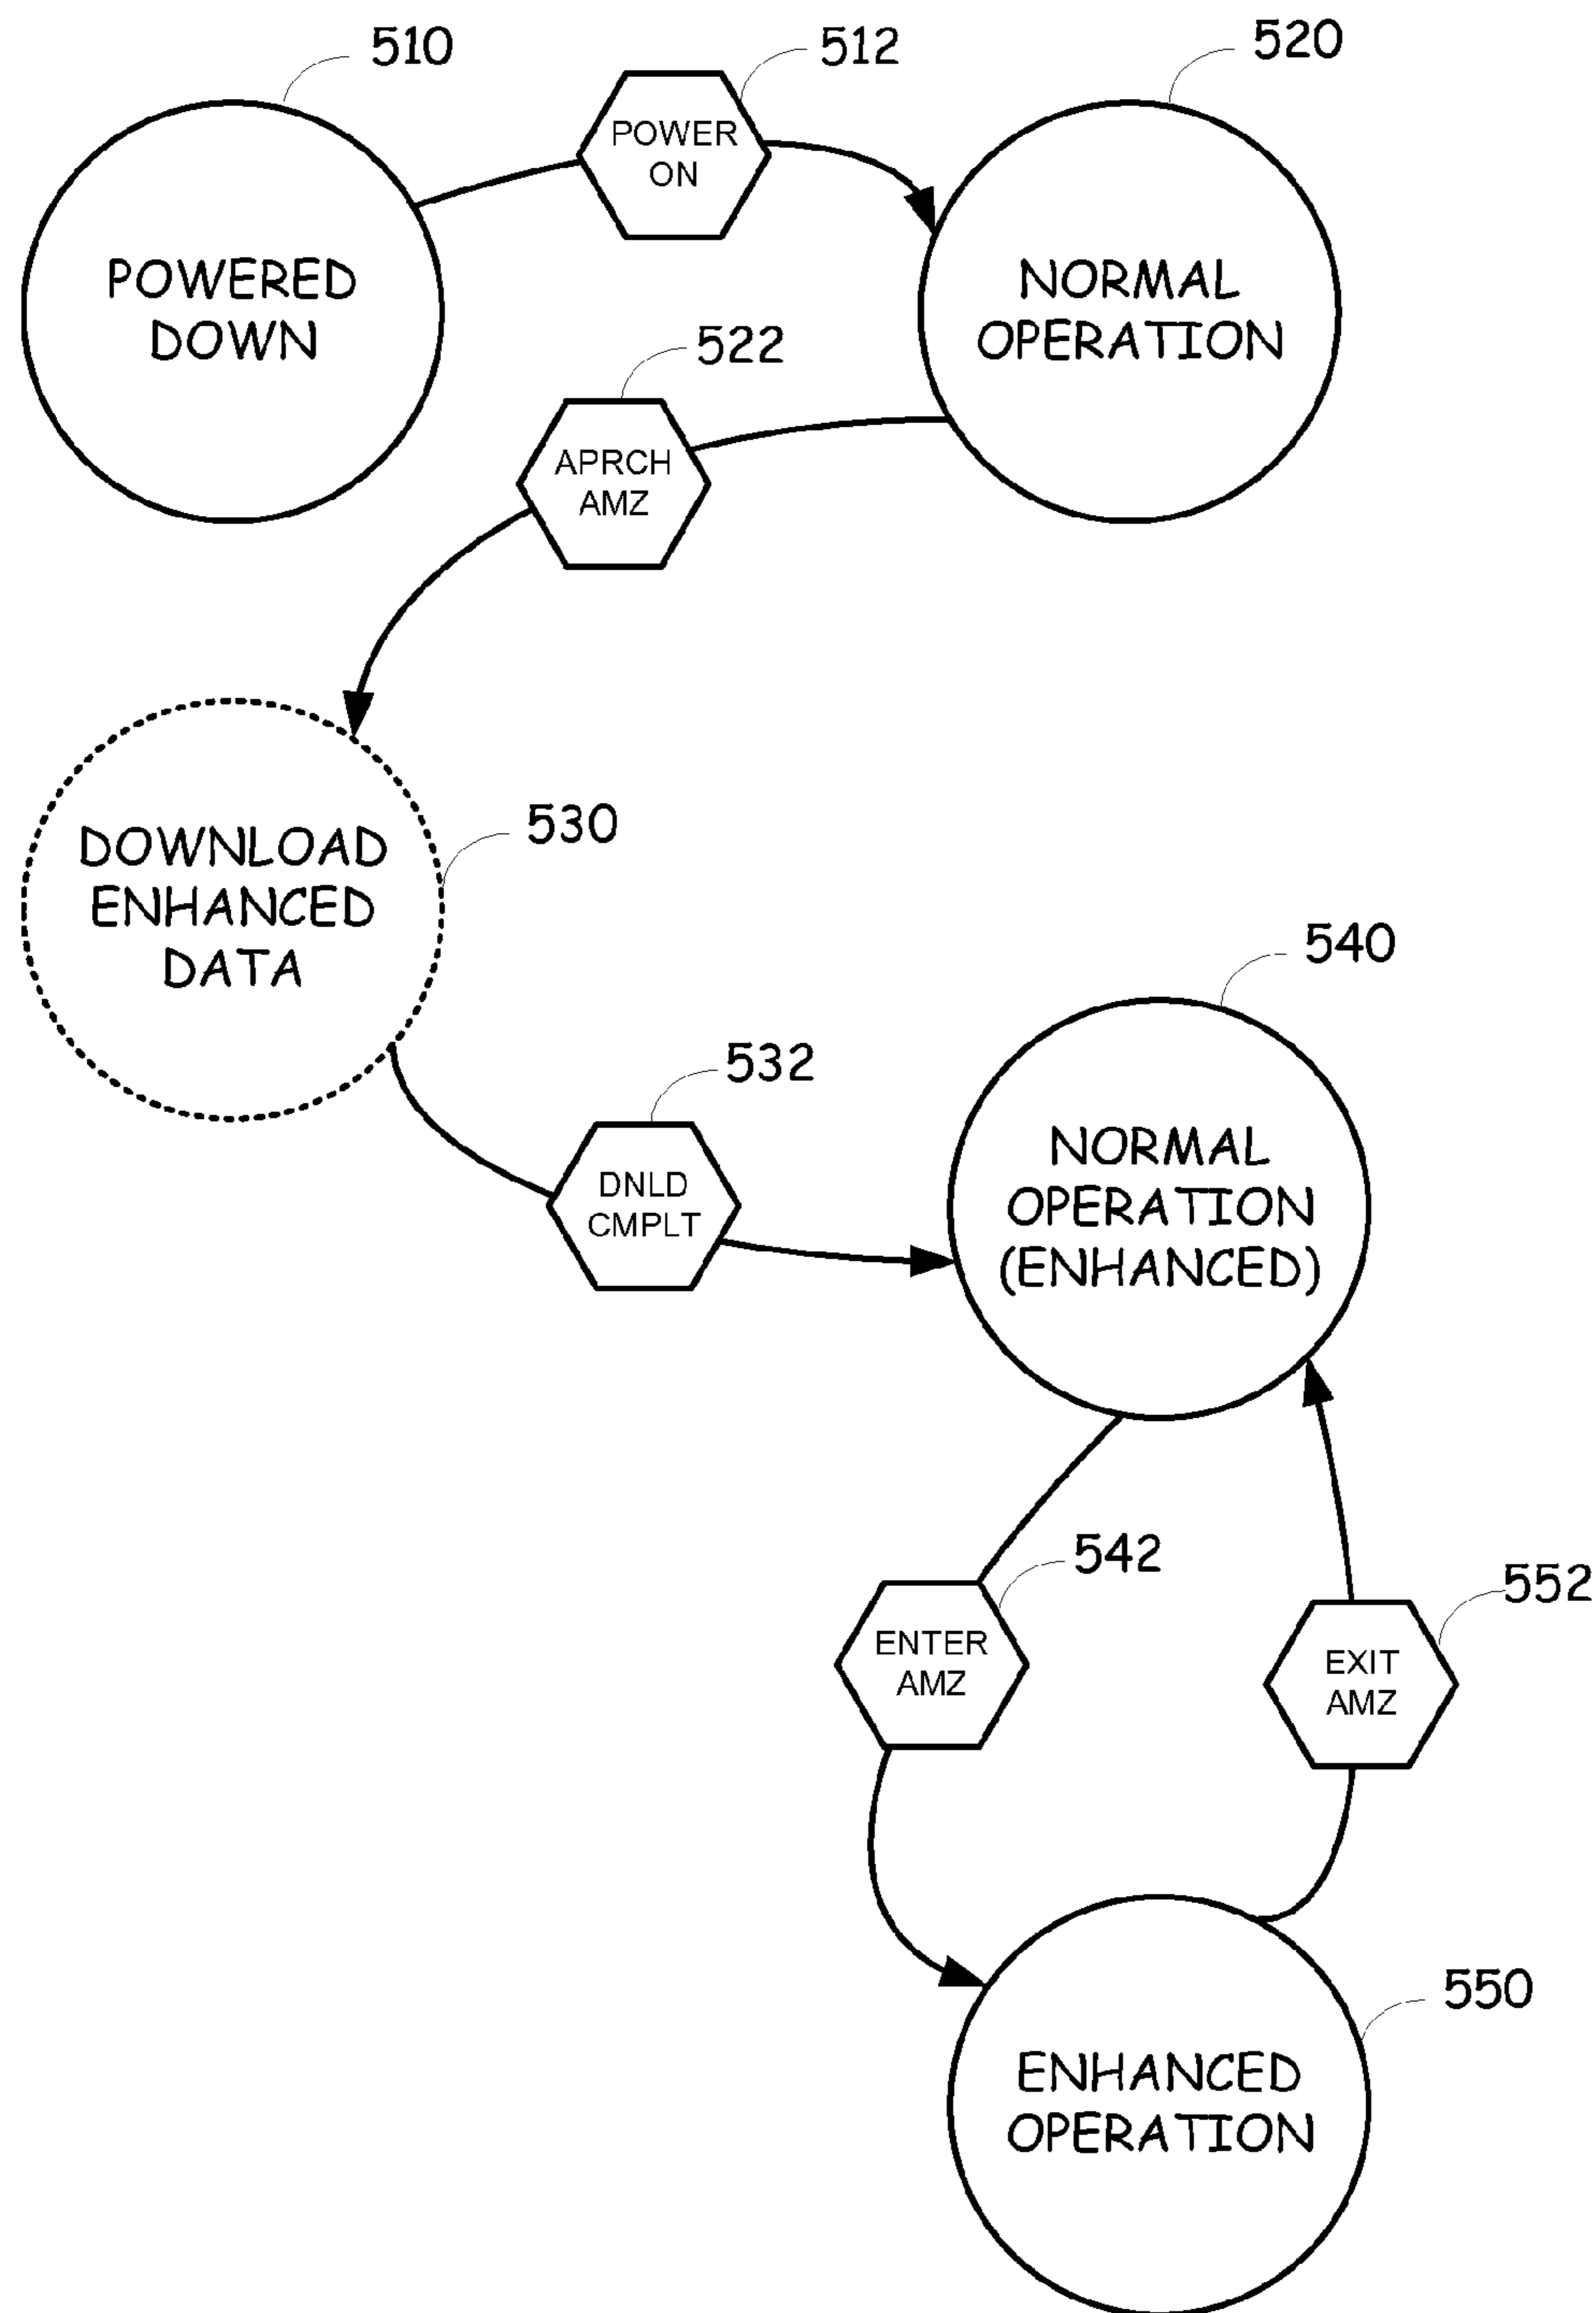 510
512
520
POWER
ON
POWERED
DOWN
NORMAL
OPERATION
522
APRCH
AMZ
530
DOWNLOAD
ENHANCED
DATA
540
532
DNLD
CMPLT
NORMAL
OPERATION
(ENHANCED)
542
552
ENTER
AMZ
EXIT
AMZ
550
ENHANCED
OPERATION